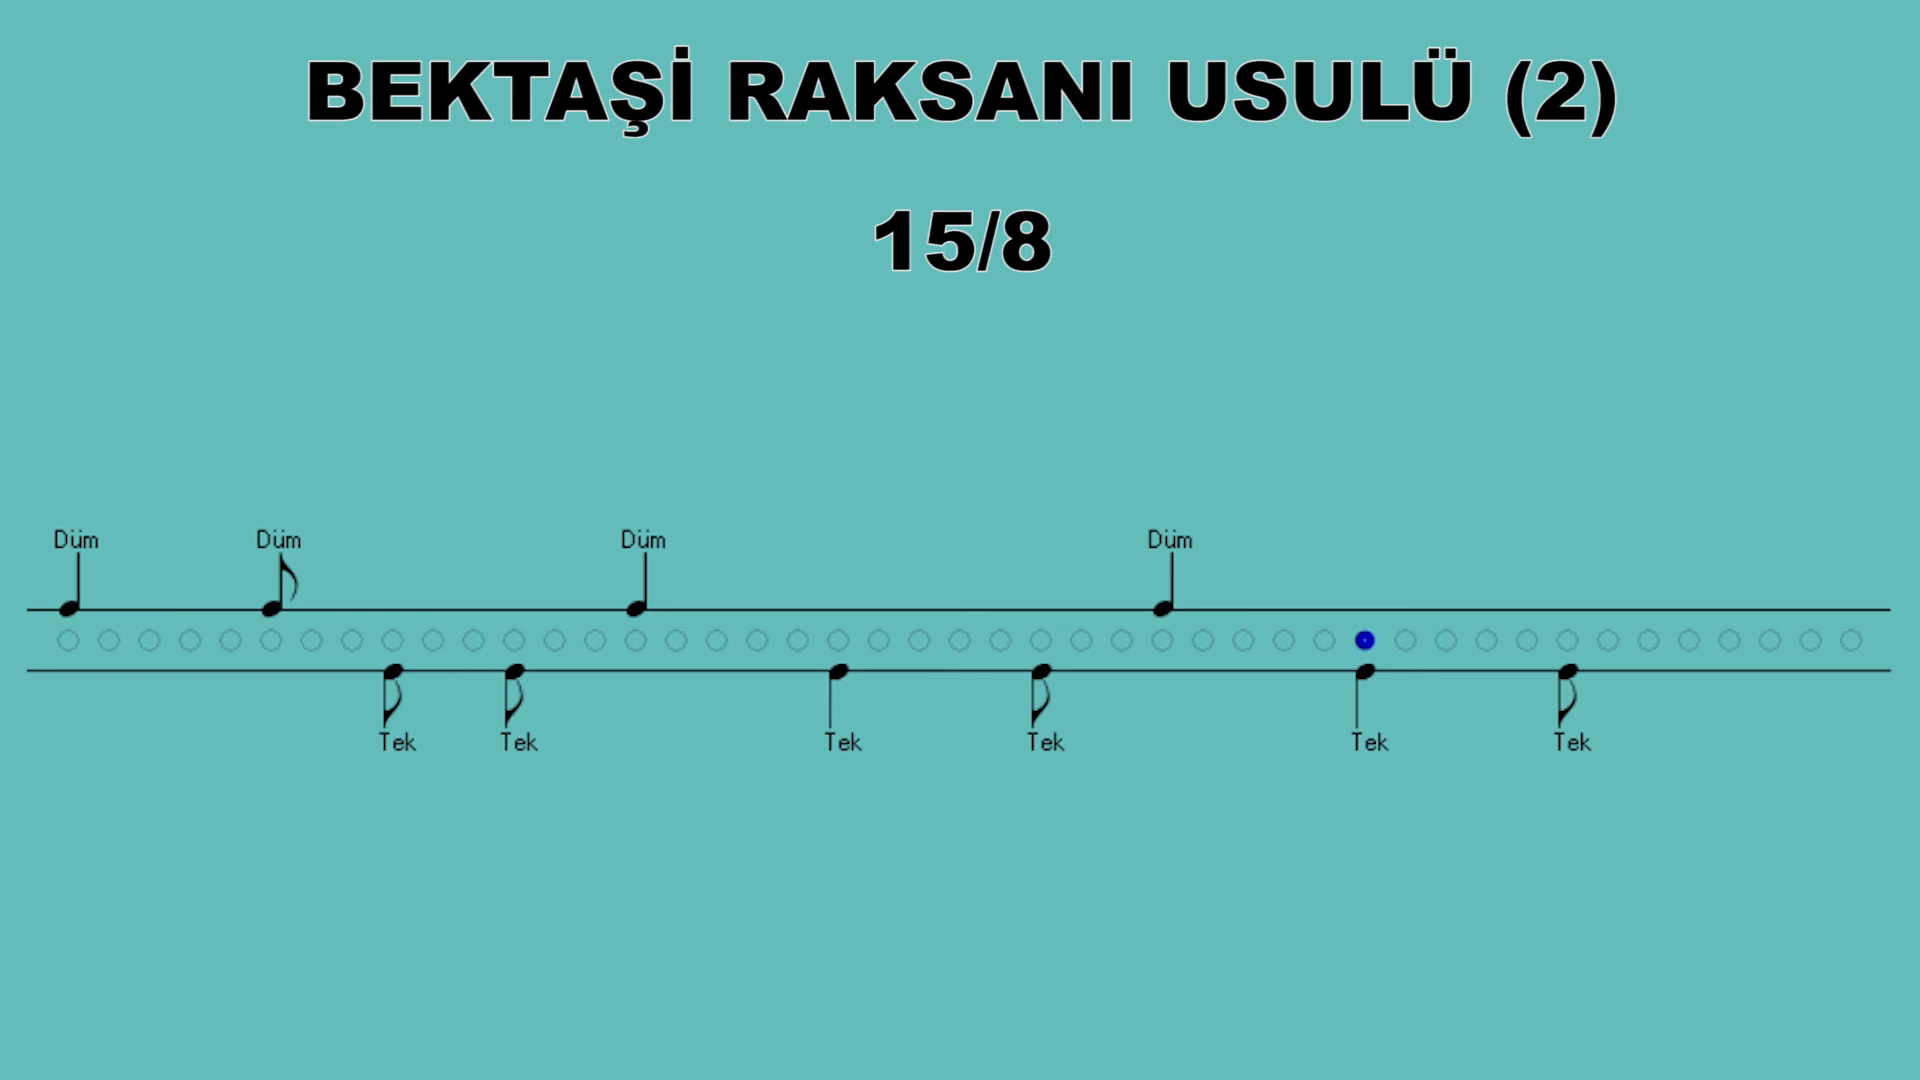 BEKTAŞİ RAKSANI USULÜ (2)
15/8
Düm Düm Düm Düm
Tek Tek Tek Tek Tek Tek